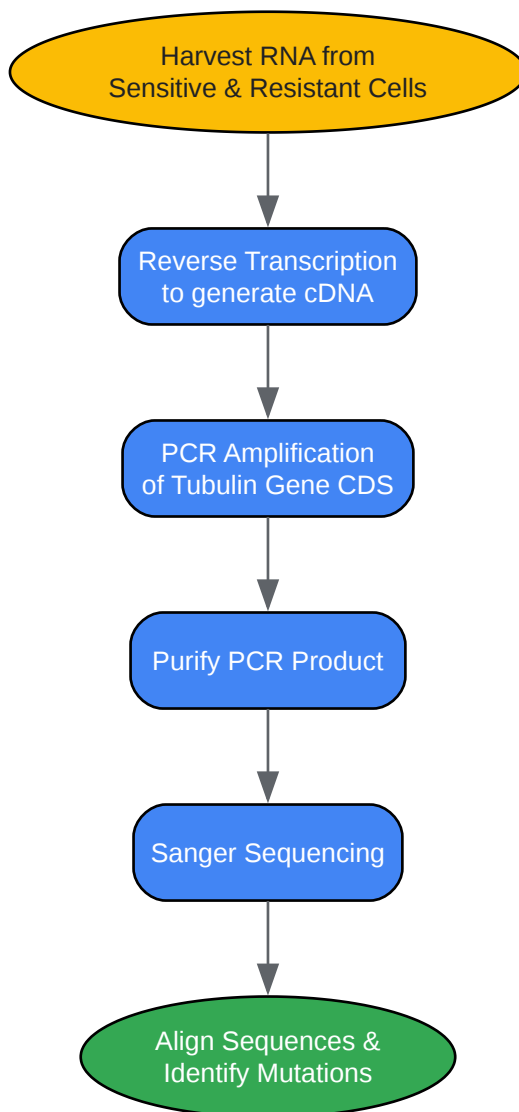 Harvest RNA from
Sensitive & Resistant Cells
Reverse Transcription
to generate cDNA
PCR Amplification
of Tubulin Gene CDS
Purify PCR Product
Sanger Sequencing
Align Sequences &
Identify Mutations